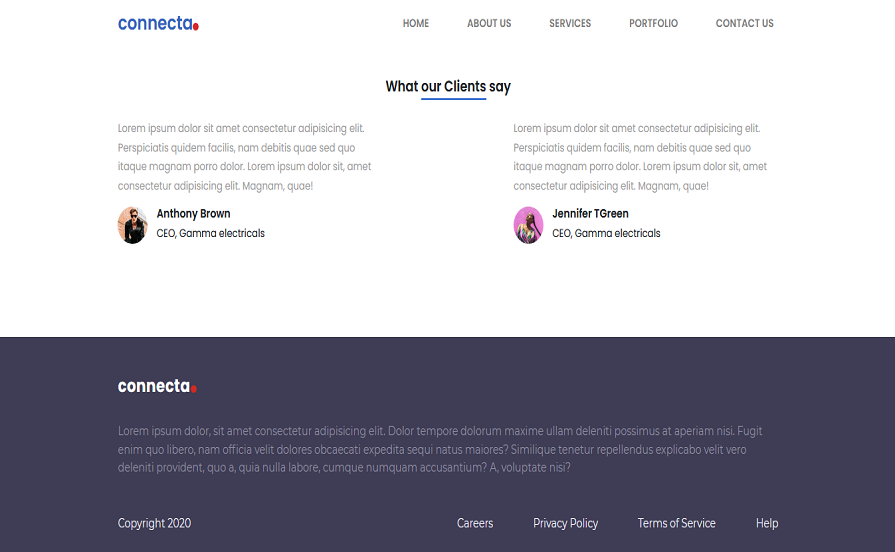 connecta.
HOME ABOUT US SERVICES PORTFOLIO CONTACT US
What our Clients say
Lorem ipsum dolor sit amet consectetur adipisicing elit.
Perspiciatis quidem facilis, nam debitis quae sed quo
itaque magnam porro dolor. Lorem ipsum dolor sit, amet
consectetur adipisicing elit. Magnam, quae!
Anthony Brown
CEO, Gamma electricals
Lorem ipsum dolor sit amet consectetur adipisicing elit.
Perspiciatis quidem facilis, nam debitis quae sed quo
itaque magnam porro dolor. Lorem ipsum dolor sit, amet
consectetur adipisicing elit. Magnam, quae!
Jennifer TGreen
CEO, Gamma electricals
connecta.
Lorem ipsum dolor, sit amet consectetur adipisicing elit. Dolor tempore dolorum maxime ullam deleniti possimus at aperiam nisi. Fugit
enim quo libero, nam officia velit dolores obcaecati expedita sequi natus maiores? Similique tenetur repellendus explicabo velit vero
deleniti provident, quo a, quia nulla labore, cumque numquam accusantium? A, voluptate nisi?
Copyright 2020 Careers Privacy Policy Terms of Service Help